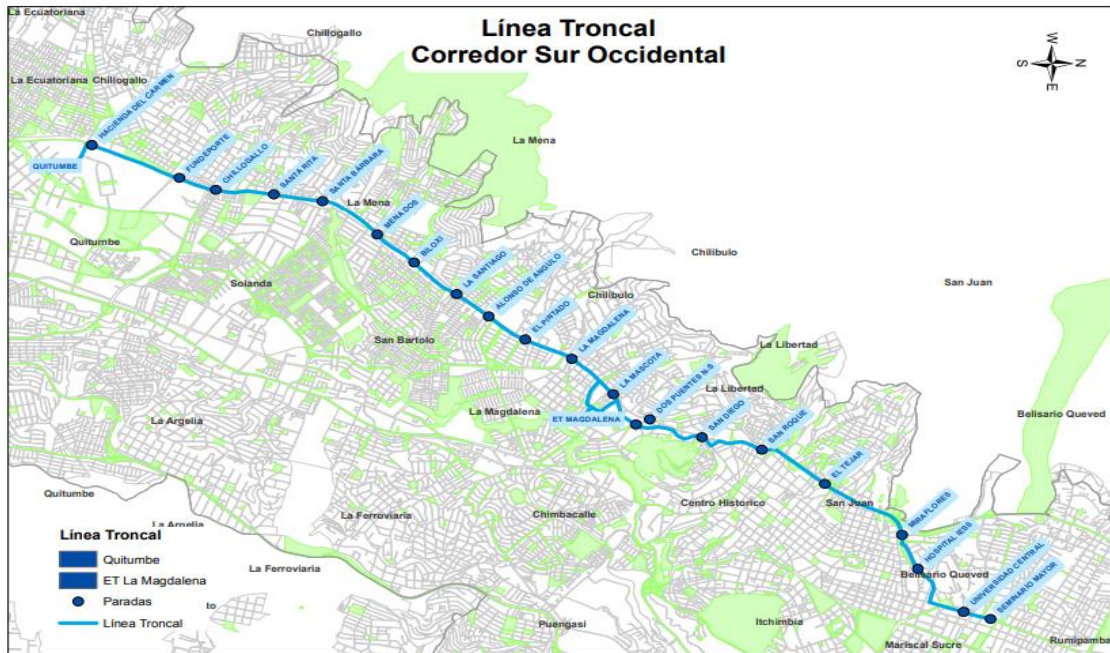 Línea Troncal
Corredor Sur Occidental
La Ecuatoriana
Chillogallo
La Ecuatoriana Chillogallo
W
N
S
E
HACIENDA DEL CARMEN
QUITUMBE
FUNDEPORTE
CHILLOGALLO
SANTA RITA
SANTA BÁRBARA
La Mena
La Mena
MENA DOS
BILOXI
Quitumbe
Solanda
LA SANTIAGO
ALONSO DE ANGULO
Chilibulo
Chilibulo
San Juan
San Bartolo
EL PINTADO
LA MAGDALENA
La Libertad
LA MASCOTA
La Libertad
DOS PUENTES N-S
La Argelia
La Magdalena
ET MAGDALENA
SAN DIEGO
SAN ROQUE
Belisario Queved
EL TEJAR
Quitumbe
La Argelia
La Ferroviaria
Chimbacalle
Centro Historico
San Juan
MIRAFLORES
HOSPITAL IESS
La Ferroviaria
Belisario Queved
UNIVERSIDAD CENTRAL
SEMINARIO MAYOR
to
Puengasi
Itchimbia
Mariscal Sucre
Rumipamba
Línea Troncal
Quitumbe
ET La Magdalena
Paradas
Línea Troncal